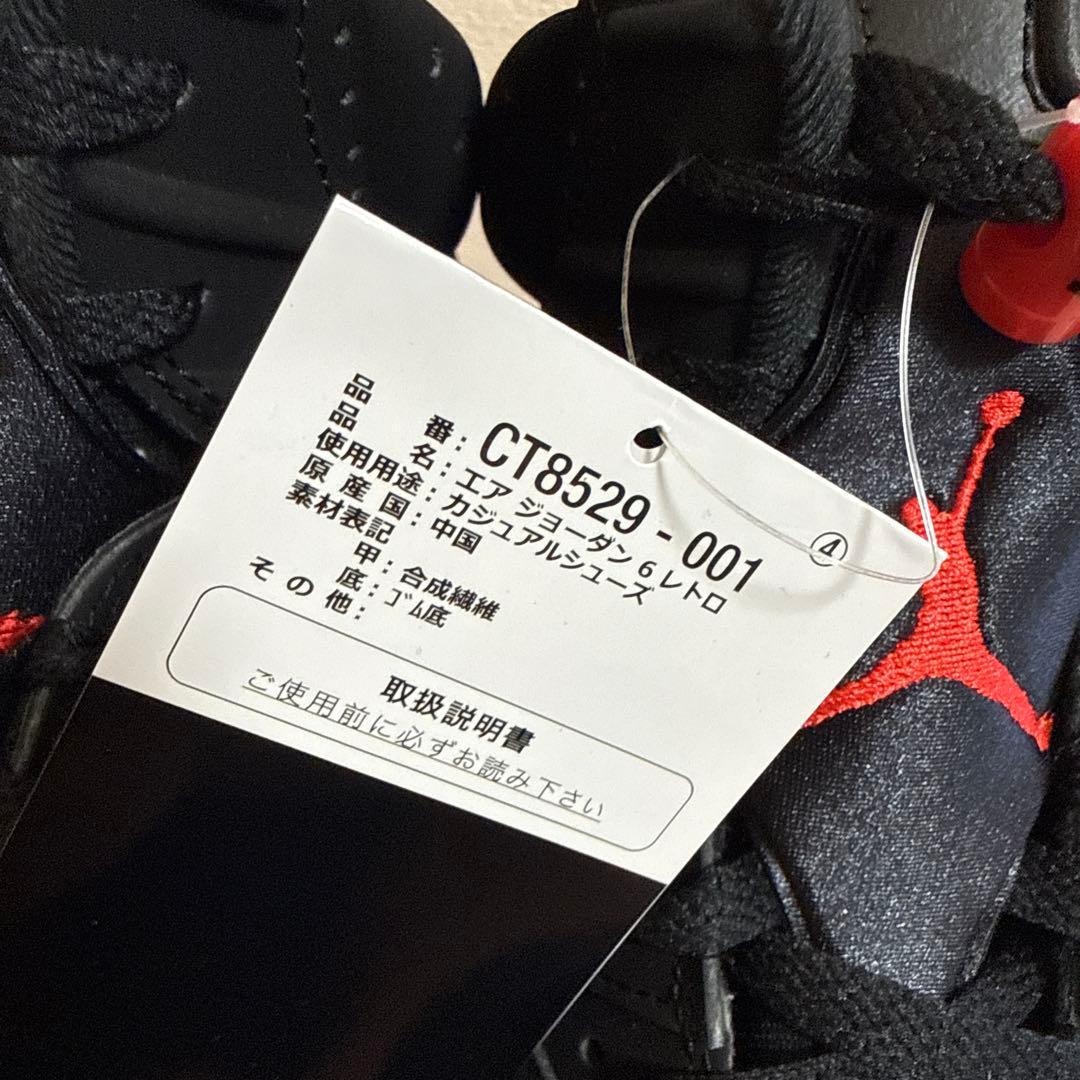 品番：CT8529-001 ④
品名：エア ジョーダン 6 レトロ
使用用途：カジュアルシューズ
原産国：中国
素材表記
甲：合成繊維
底：ゴム底
その他：
取扱説明書
ご使用前に必ずお読み下さい